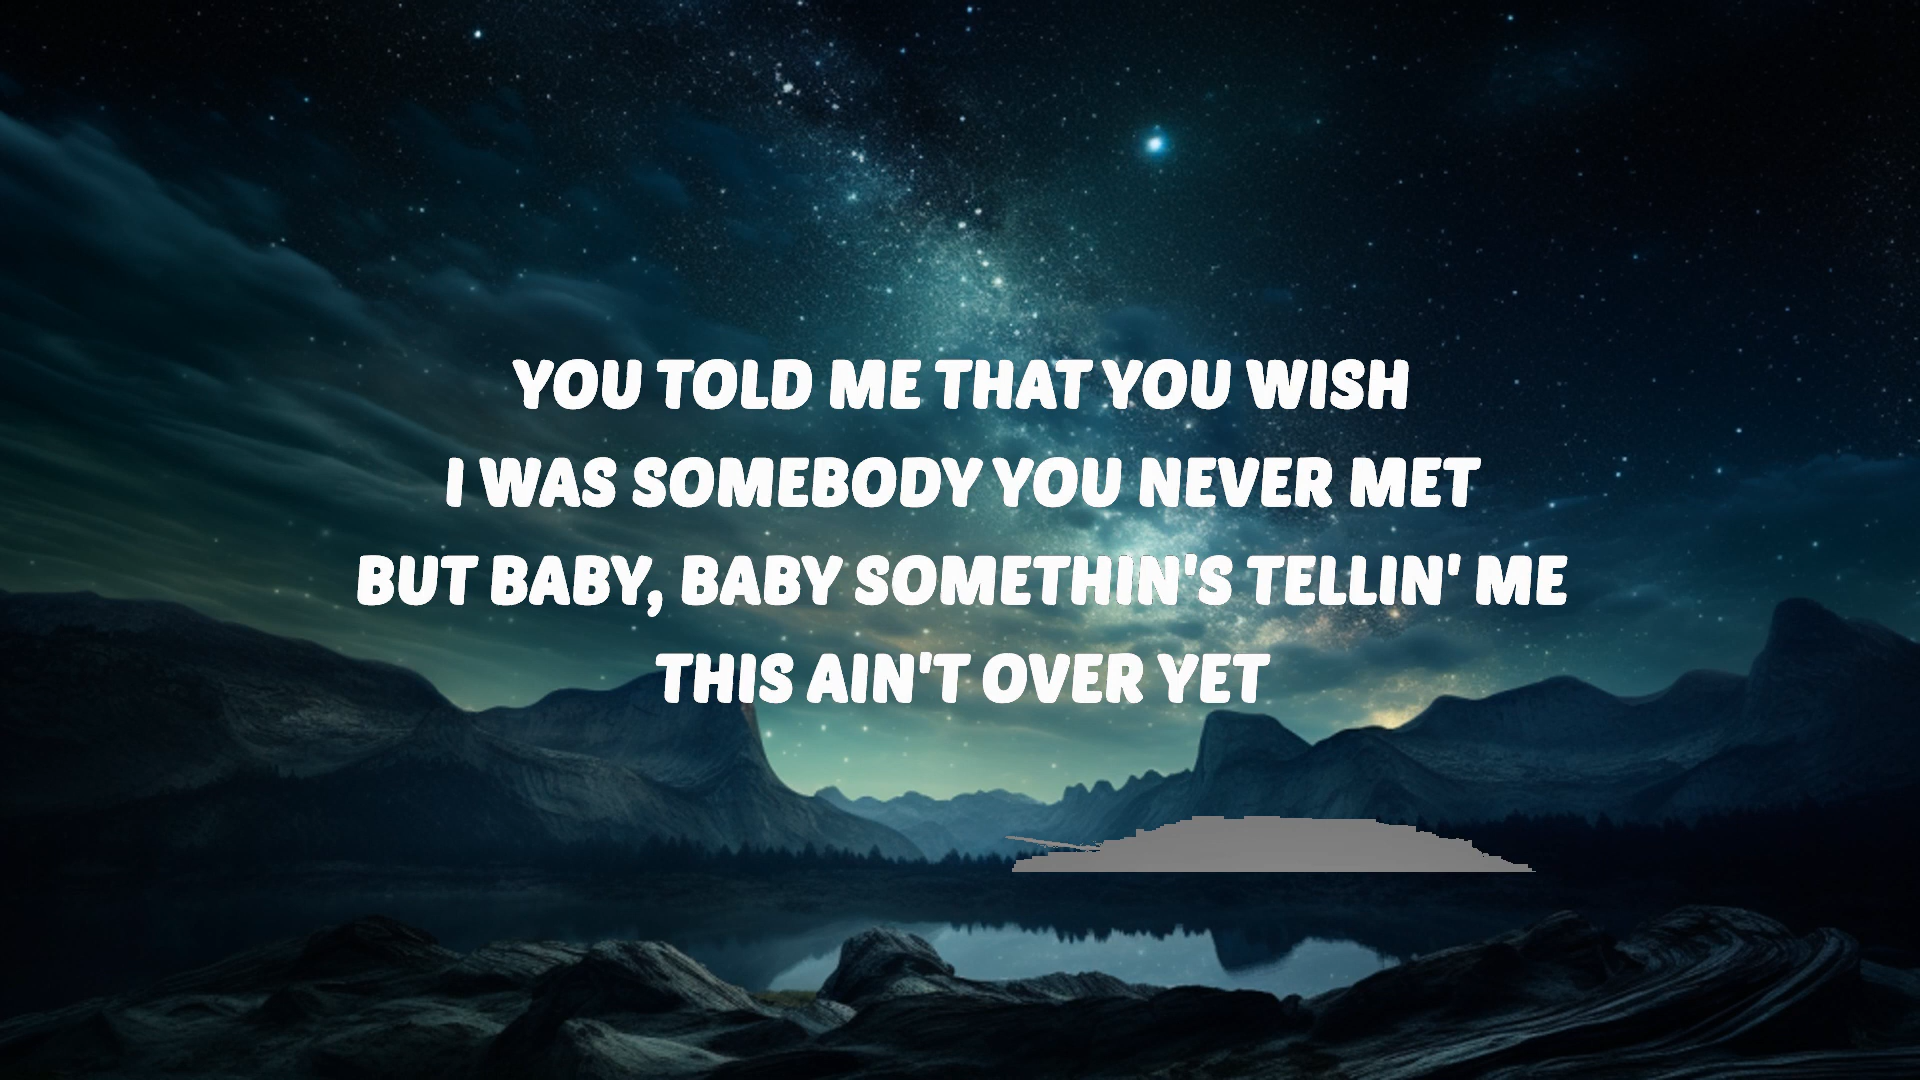 YOU TOLD ME THAT YOU WISH
I WAS SOMEBODY YOU NEVER MET
BUT BABY, BABY SOMETHIN'S TELLIN' ME
THIS AIN'T OVER YET